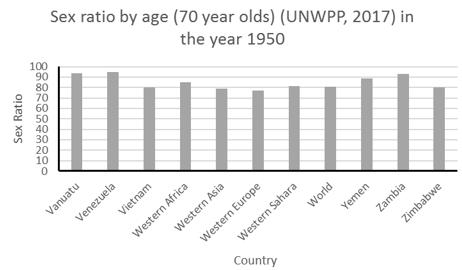 Sex ratio by age (70 year olds) (UNWPP, 2017) in
the year 1950
100
90
80
70
60
50
40
30
20
10
0
Sex Ratio
Vanuatu
Venezuela
Vietnam
Western Africa
Western Asia
Western Europe
Western Sahara
World
Yemen
Zambia
Zimbabwe
Country